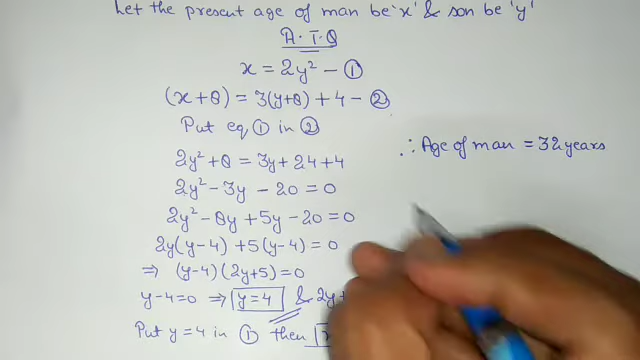 Let the present age of man be 'x' & son be 'y'
A.T.Q
x = 2y² - ①
(x+8) = 3(y+8) + 4 - ②
Put eq ① in ②
2y² + 8 = 3y + 24 + 4
2y² - 3y - 20 = 0
2y² - 8y + 5y - 20 = 0
2y(y-4) + 5(y-4) = 0
⇒ (y-4)(2y+5) = 0
y-4=0 ⇒ y=4 & 2y+
Put y=4 in ① then
∴ Age of man = 32 years